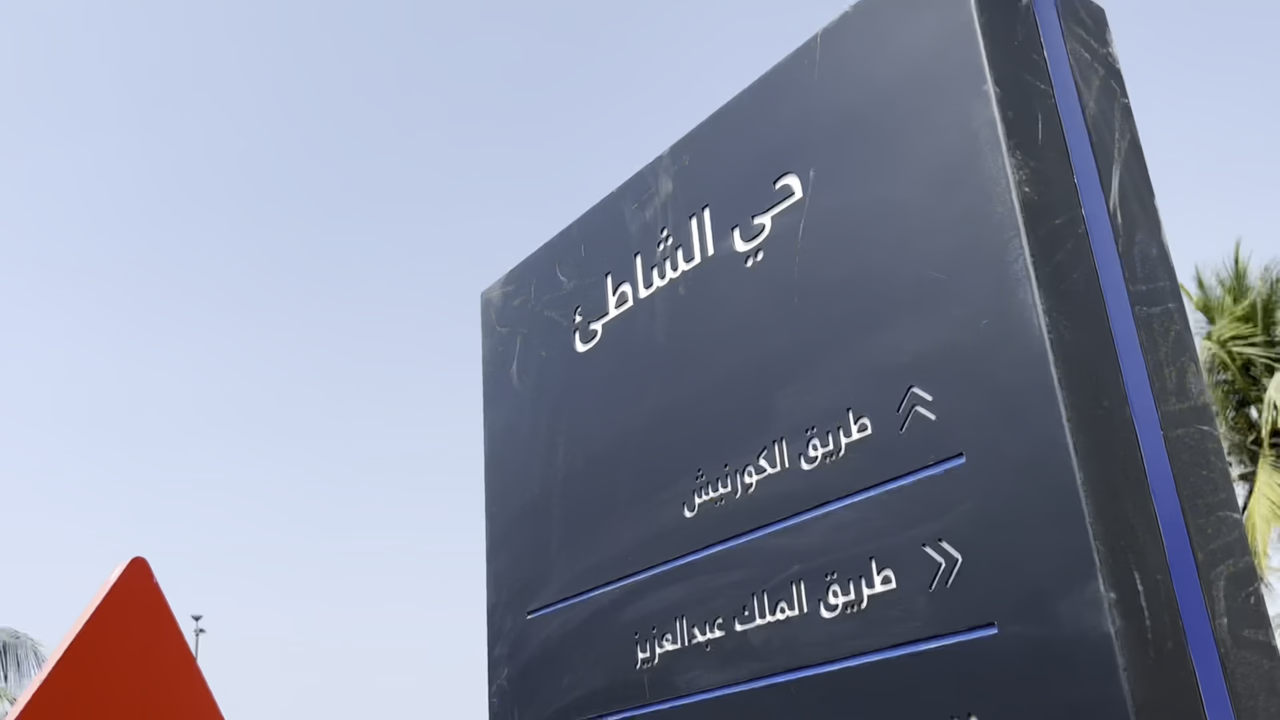 حي الشاطئ
طريق الكورنيش
طريق الملك عبدالعزيز